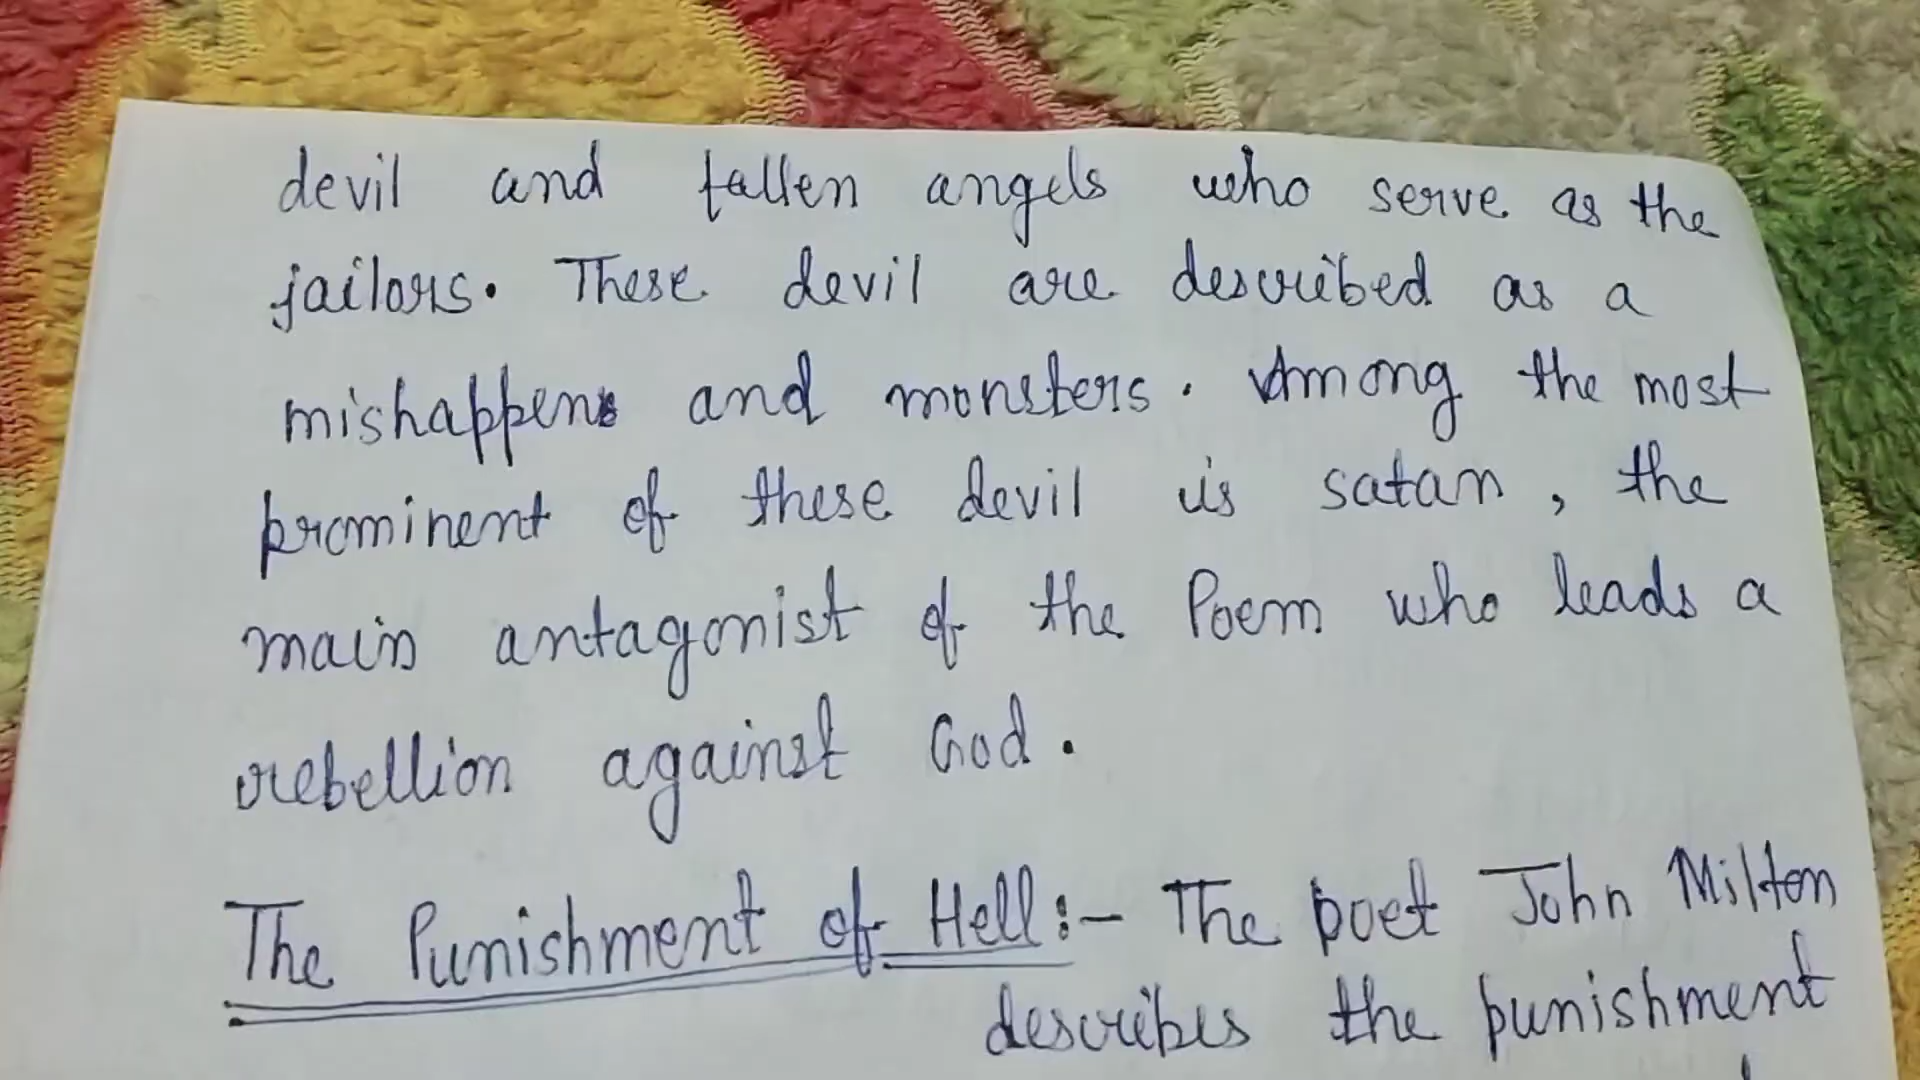 devil and fallen angels who serve as the
jailors. These devil are described as a
mishappens and monsters. Among the most
prominent of these devil is satan, the
main antagonist of the Poem who leads a
rebellion against God.
The Punishment of Hell:- The poet John Milton
describes the punishment